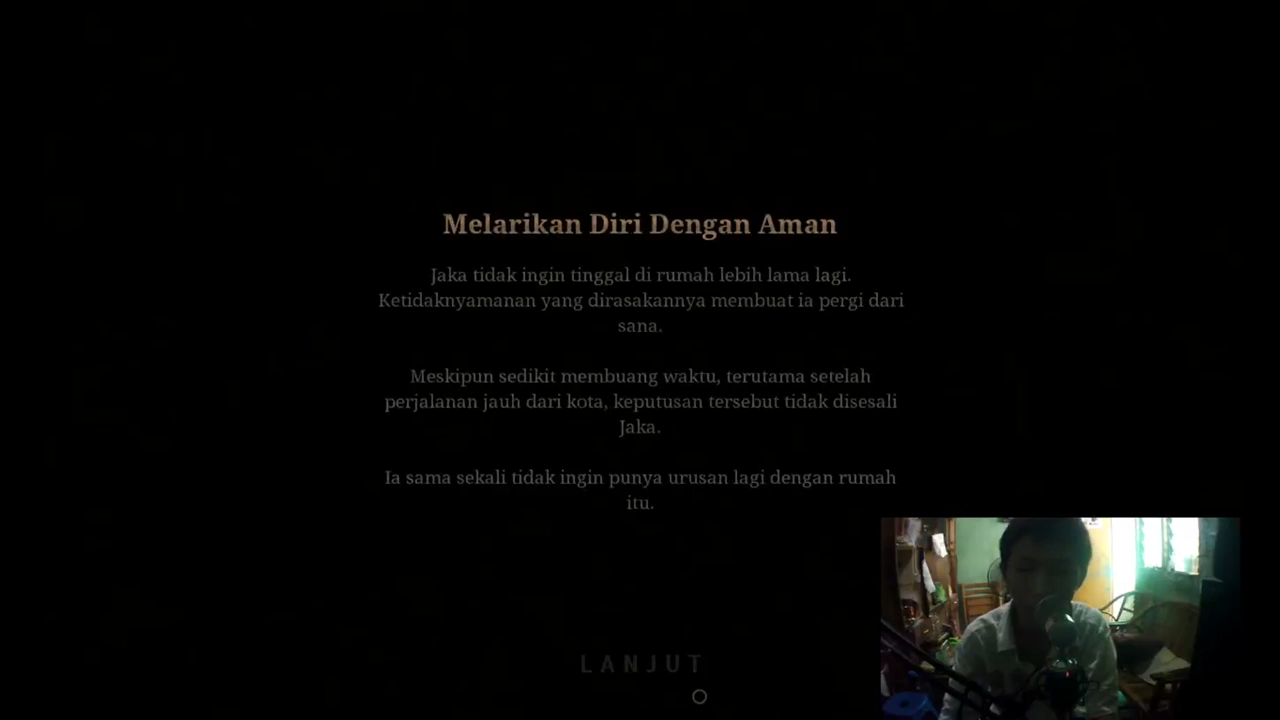 Melarikan Diri Dengan Aman
Jaka tidak ingin tinggal di rumah lebih lama lagi.
Ketidaknyamanan yang dirasakannya membuat ia pergi dari
sana.
Meskipun sedikit membuang waktu, terutama setelah
perjalanan jauh dari kota, keputusan tersebut tidak disesali
Jaka.
Ia sama sekali tidak ingin punya urusan lagi dengan rumah
itu.
LANJUT